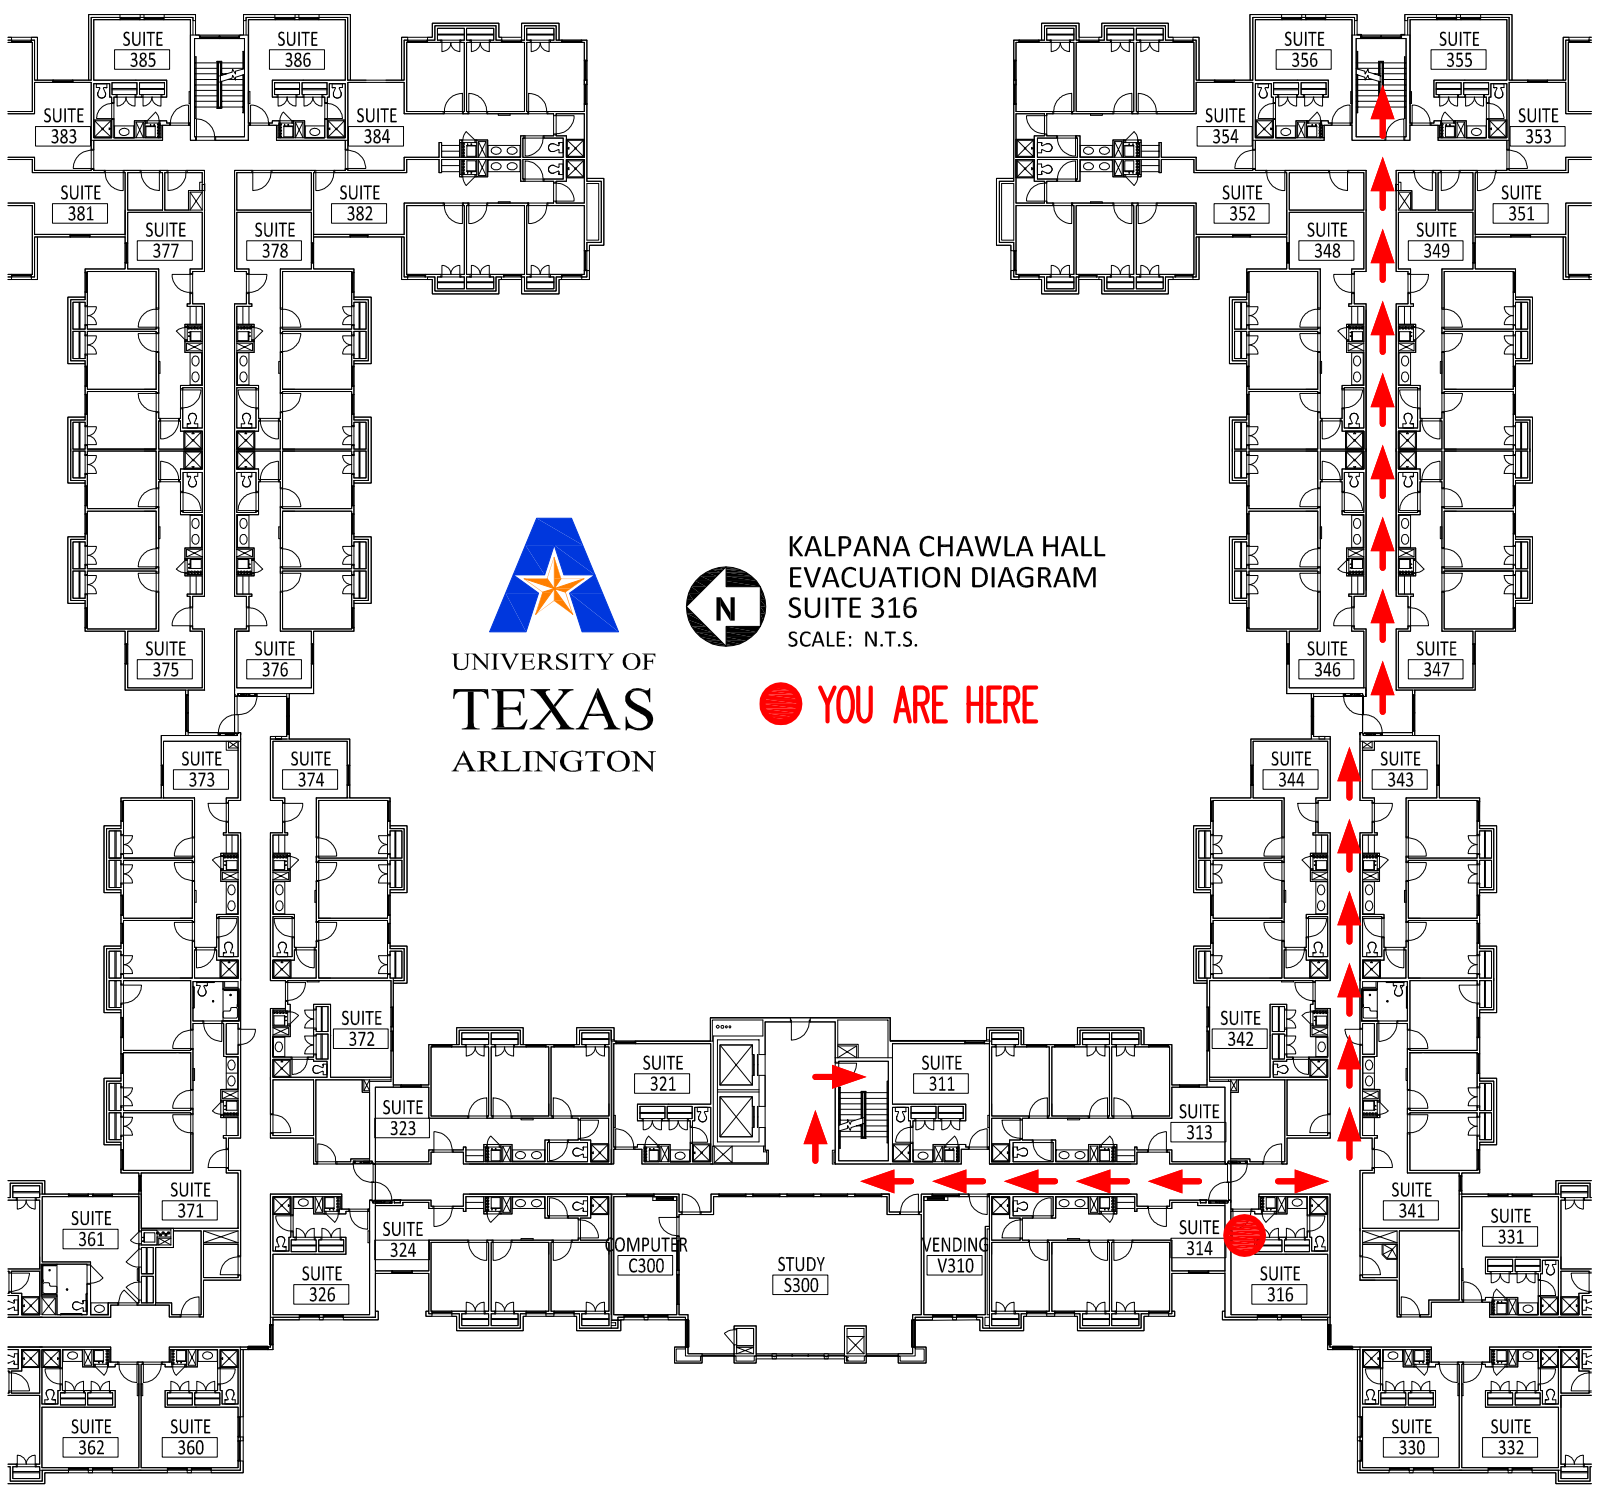 SUITE
385
SUITE
386
SUITE
356
SUITE
355
SUITE
383
SUITE
384
SUITE
354
SUITE
353
SUITE
381
SUITE
382
SUITE
352
SUITE
351
SUITE
377
SUITE
378
SUITE
348
SUITE
349
KALPANA CHAWLA HALL
EVACUATION DIAGRAM
SUITE 316
SCALE: N.T.S.
N
YOU ARE HERE
UNIVERSITY OF
TEXAS
ARLINGTON
SUITE
375
SUITE
376
SUITE
346
SUITE
347
SUITE
373
SUITE
374
SUITE
344
SUITE
343
SUITE
372
SUITE
342
SUITE
321
SUITE
311
SUITE
323
SUITE
313
SUITE
371
SUITE
341
SUITE
361
SUITE
324
SUITE
314
SUITE
331
COMPUTER
C300
STUDY
S300
VENDING
V310
SUITE
326
SUITE
316
SUITE
362
SUITE
360
SUITE
330
SUITE
332